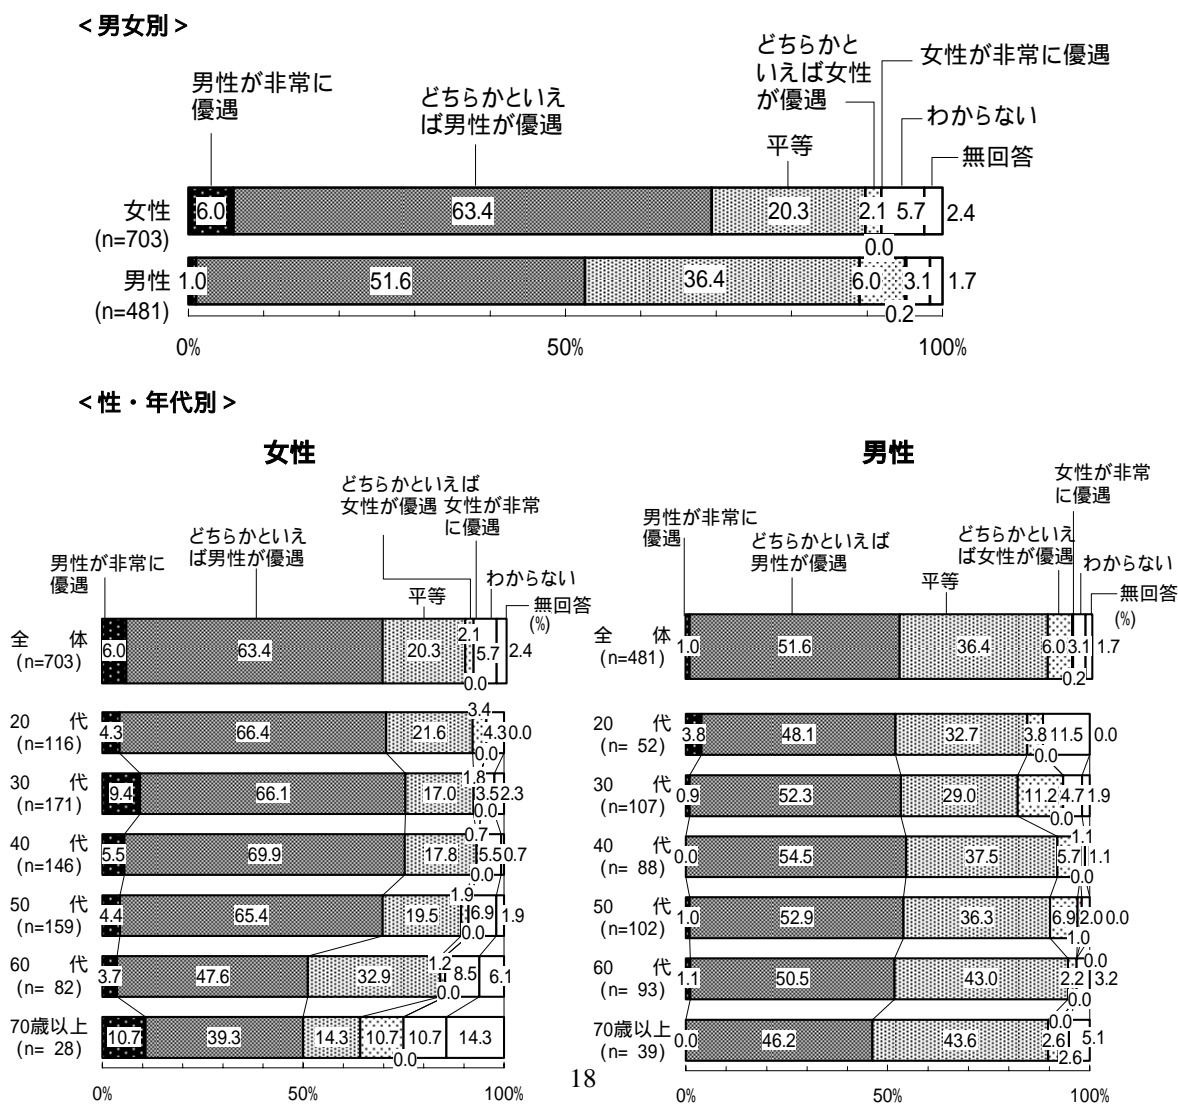 ＜男女別＞
男性が非常に
優遇
どちらかといえ
ば男性が優遇
平等
どちらかと
いえば女性
が優遇
女性が非常に優遇
わからない
無回答
女性
(n=703)
6.0 63.4 20.3 2.1 0.0 5.7 2.4
男性
(n=481)
1.0 51.6 36.4 6.0 0.2 3.1 1.7
0% 50% 100%
＜性・年代別＞
女性
男性が非常に
優遇
どちらかといえ
ば男性が優遇
どちらかといえば
女性が優遇
女性が非常
に優遇
平等
わからない
無回答
(%)
全 体
(n=703)
6.0 63.4 20.3 2.1 0.0 5.7 2.4
20 代
(n=116)
4.3 66.4 21.6 3.4 0.0 4.3 0.0
30 代
(n=171)
9.4 66.1 17.0 1.8 0.0 3.5 2.3
40 代
(n=146)
5.5 69.9 17.8 0.7 0.0 5.5 0.7
50 代
(n=159)
4.4 65.4 19.5 1.9 0.0 6.9 1.9
60 代
(n= 82)
3.7 47.6 32.9 1.2 0.0 8.5 6.1
70歳以上
(n= 28)
10.7 39.3 14.3 10.7 0.0 10.7 14.3
0% 50% 100%
男性
男性が非常に
優遇
どちらかといえば
男性が優遇
平等
どちらかといえ
ば女性が優遇
女性が非常
に優遇
わからない
無回答
(%)
全 体
(n=481)
1.0 51.6 36.4 6.0 0.2 3.1 1.7
20 代
(n= 52)
3.8 48.1 32.7 3.8 0.0 11.5 0.0
30 代
(n=107)
0.9 52.3 29.0 11.2 0.0 4.7 1.9
40 代
(n= 88)
0.0 54.5 37.5 5.7 0.0 1.1 1.1
50 代
(n=102)
1.0 52.9 36.3 6.9 1.0 2.0 0.0
60 代
(n= 93)
1.1 50.5 43.0 2.2 0.0 0.0 3.2
70歳以上
(n= 39)
0.0 46.2 43.6 2.6 0.0 2.6 5.1
0% 50% 100%
18